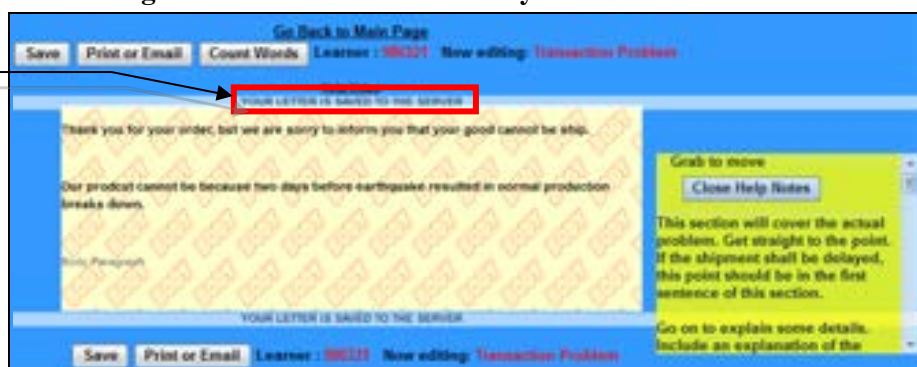 Go Back to Main Page
Save Print or Email Count Words Learner : Now editing: Transaction Problem
YOUR LETTER IS SAVED TO THE SERVER
Thank you for your order, but we are sorry to inform you that your good cannot be ship.
Grab to move
Close Help Notes
Our prodcut cannot be because two days before earthquake resulted in normal production
breaks down.
This section will cover the actual
problem. Get straight to the point.
If the shipment shall be delayed,
this point should be in the first
sentence of this section.
Paragraph
YOUR LETTER IS SAVED TO THE SERVER
Go on to explain some details.
Include an explanation of the
Save Print or Email Learner : Now editing: Transaction Problem